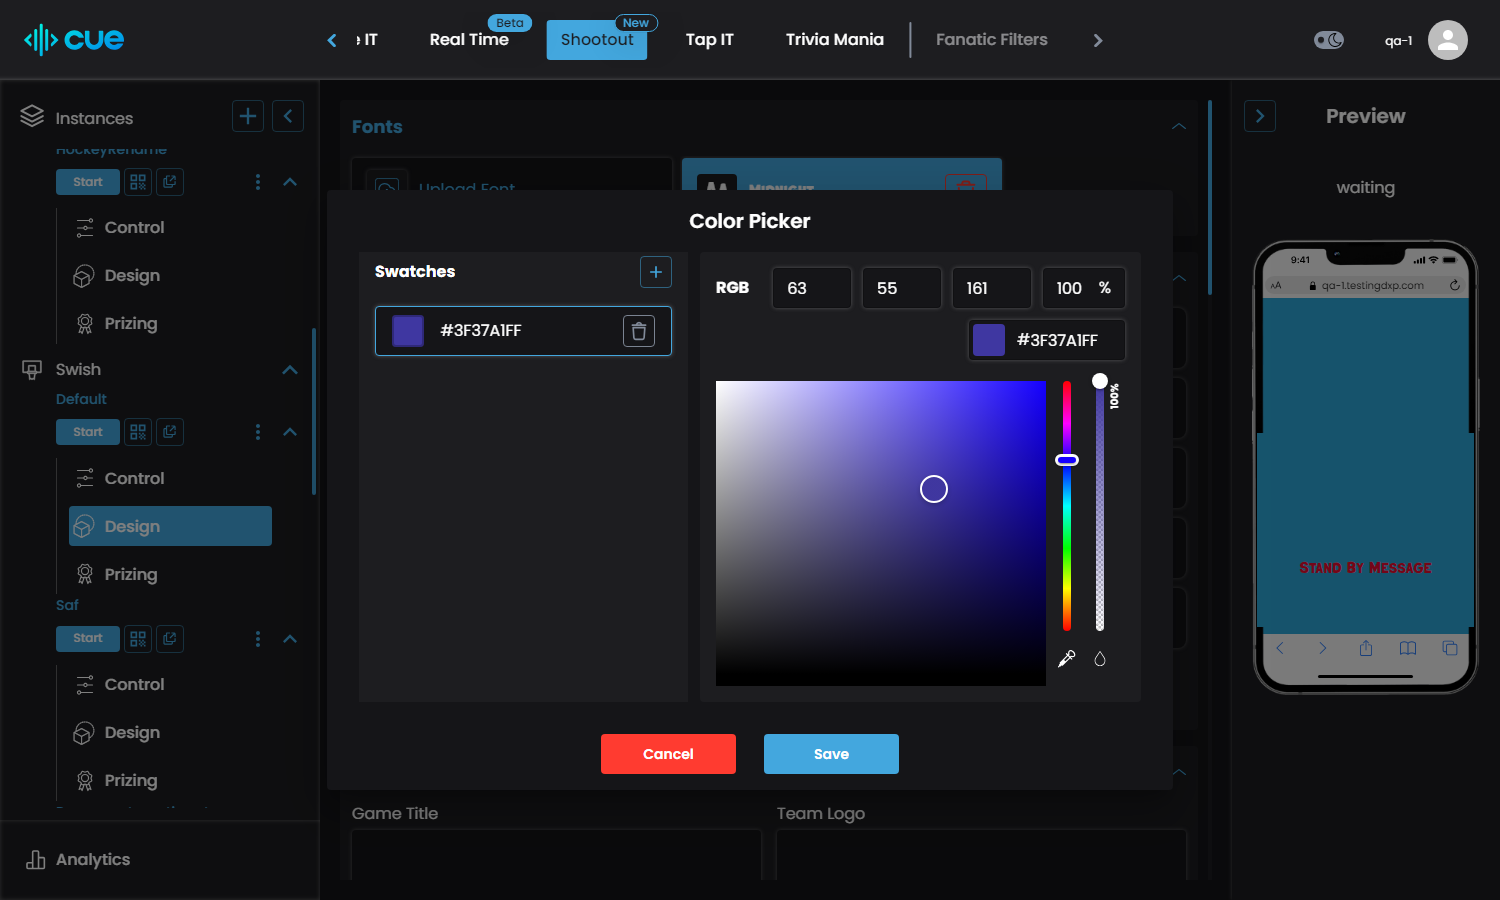 cue
e IT
Real Time
Beta
Shootout
New
Tap IT
Trivia Mania
Fanatic Filters
qa-1
Instances
HockeyRename
Start
Control
Design
Prizing
Swish
Default
Start
Control
Design
Prizing
Saf
Start
Control
Design
Prizing
Analytics
Fonts
Upload Font
Midnight
Color Picker
Swatches
#3F37A1FF
RGB
63
55
161
100 %
#3F37A1FF
100%
Cancel
Save
Game Title
Team Logo
Preview
waiting
9:41
AA
qa-1.testingdxp.com
Stand By Message